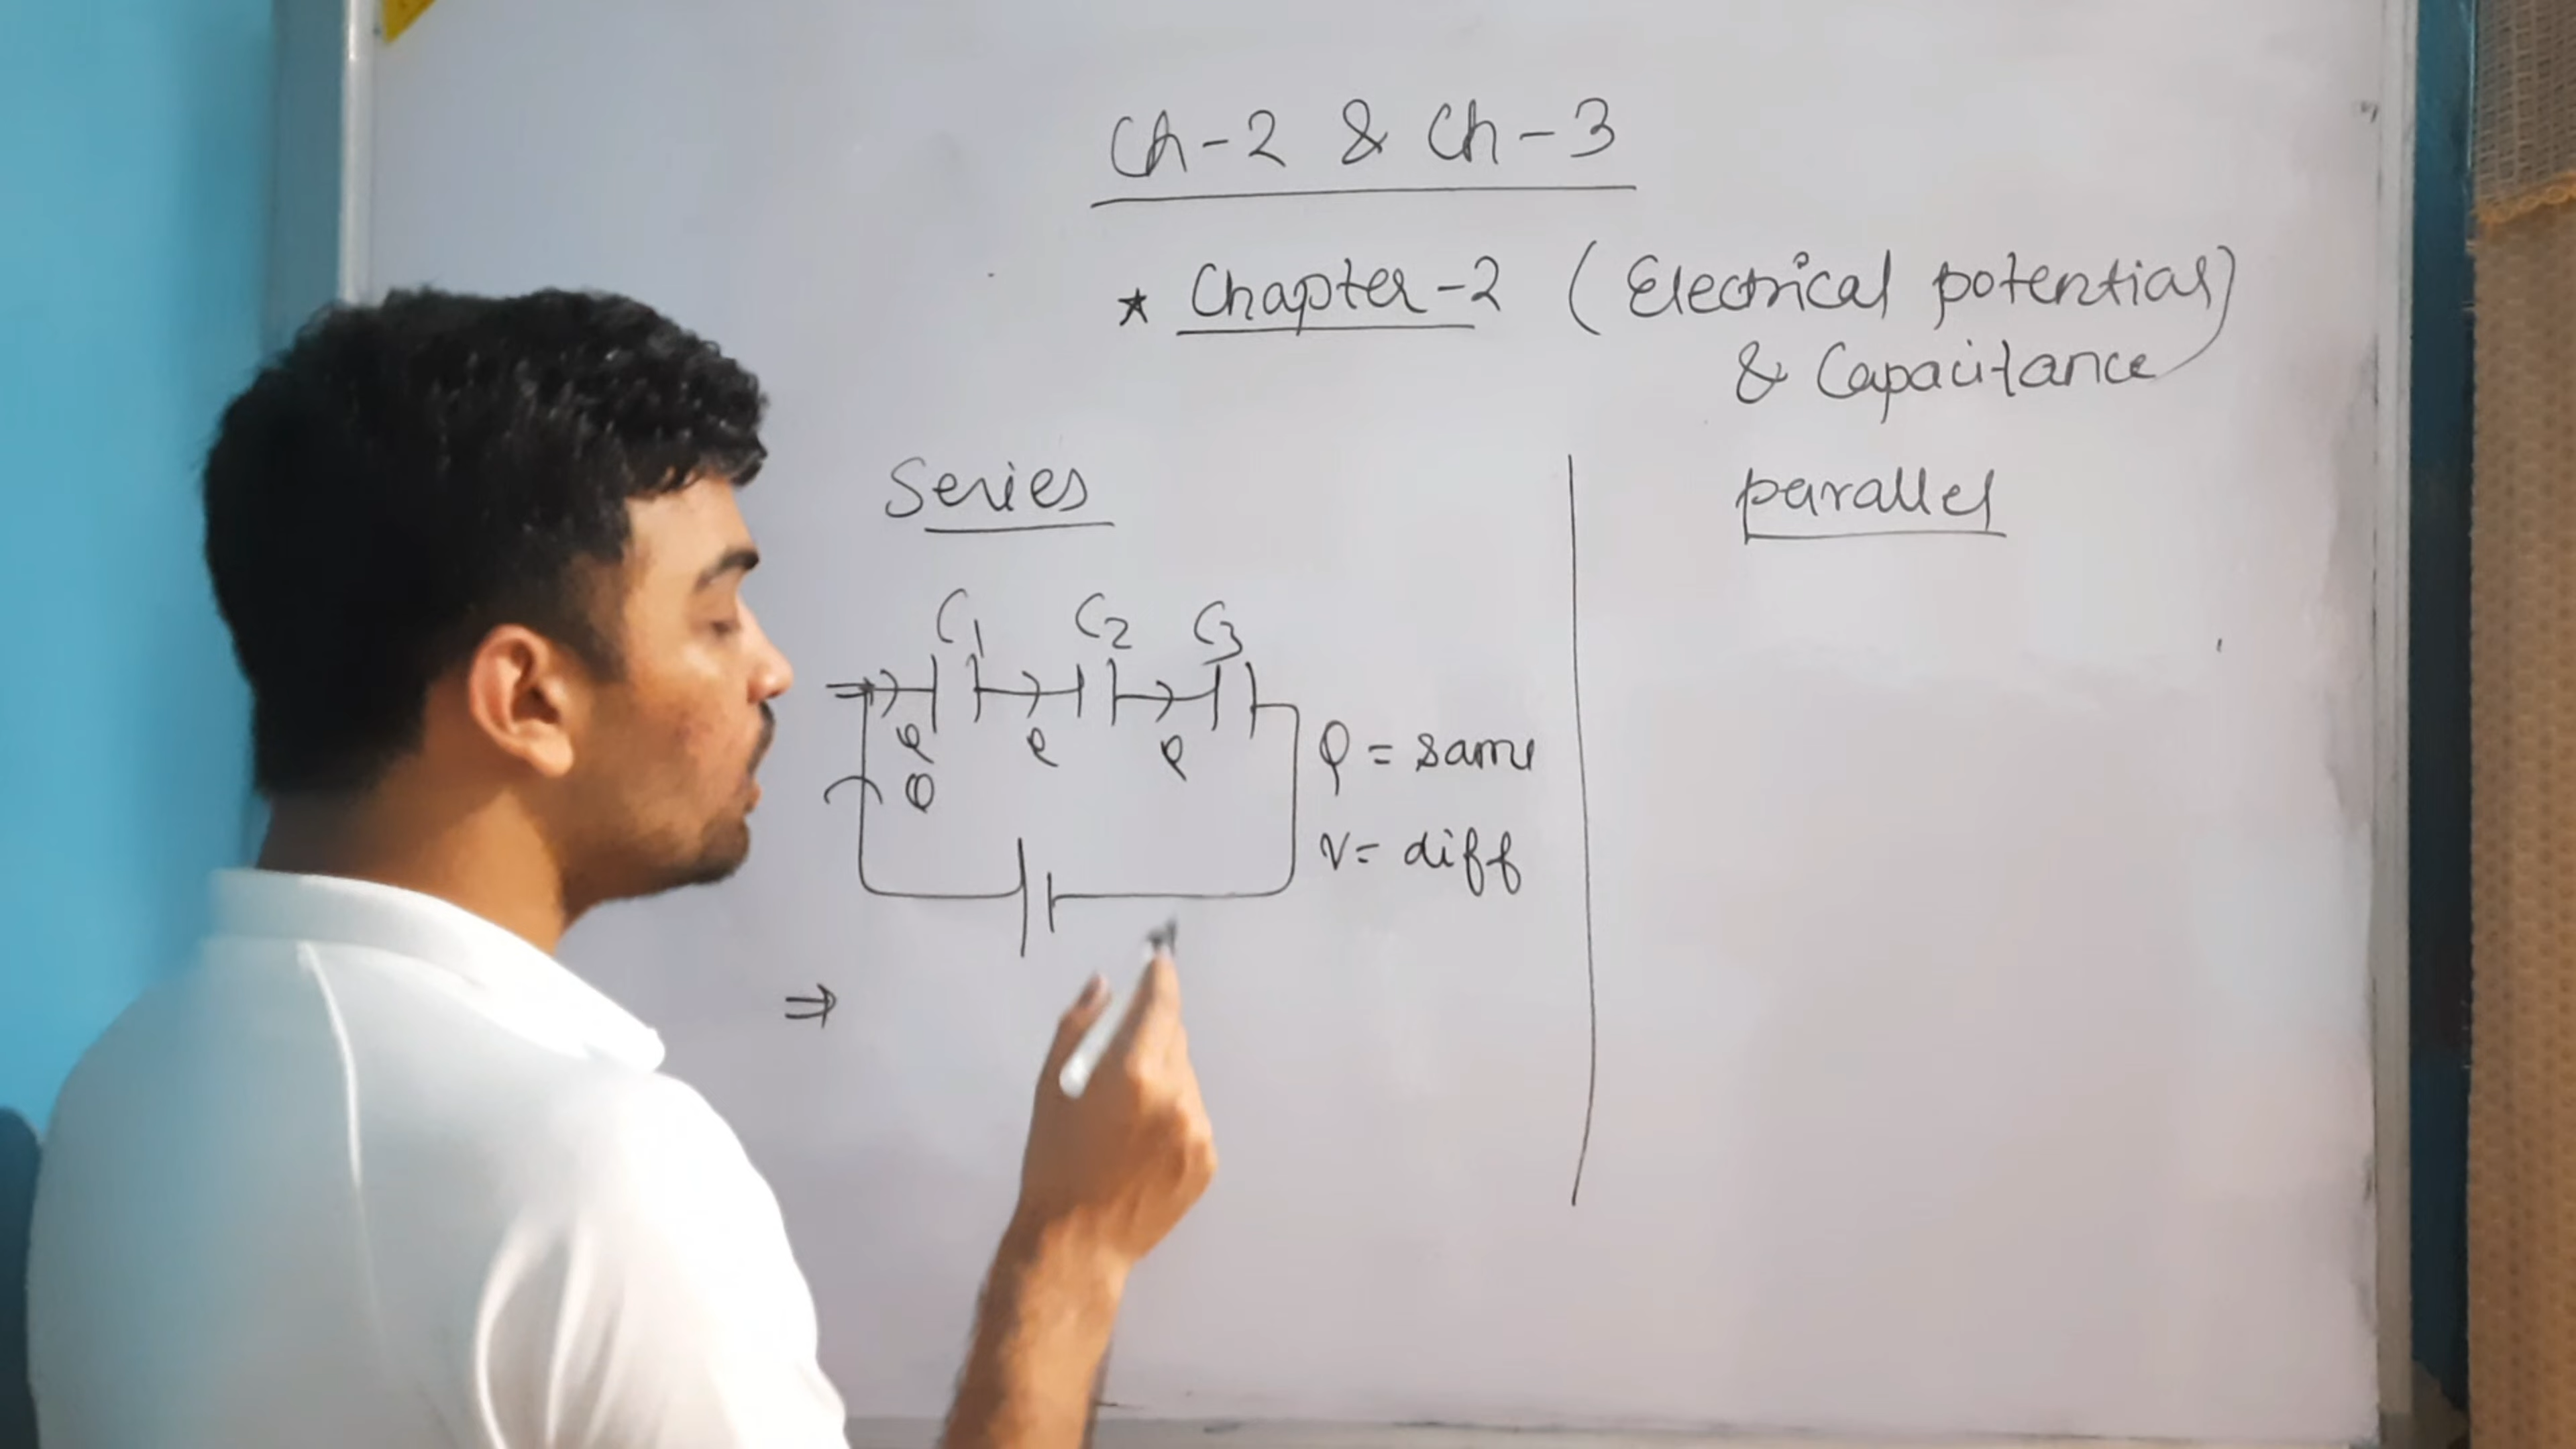 Ch-2 & Ch-3
★ Chapter-2 (Electrical potential)
& Capacitance
Series
parallel
C1 C2 C3
Q Q Q
Q
Q = same
V = diff
⇒